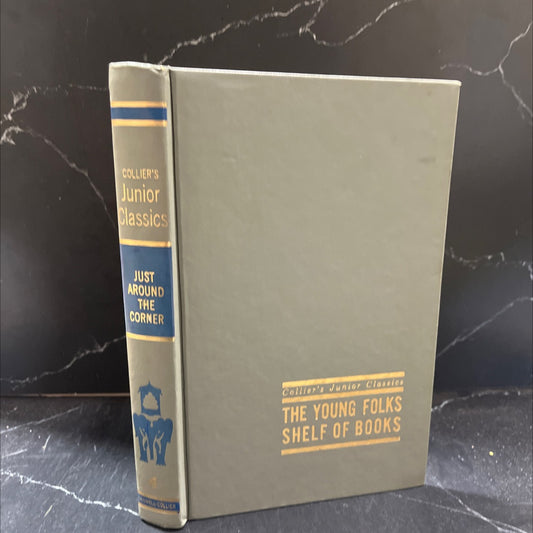 COLLIER'S
Junior
Classics
JUST
AROUND
THE
CORNER
Collier's Junior Classics
THE YOUNG FOLKS
SHELF OF BOOKS